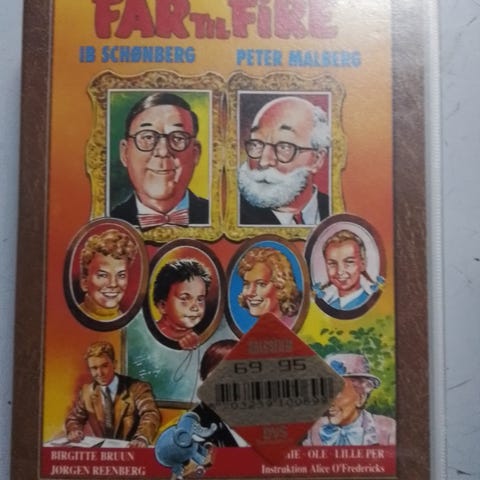 FAR TIL FIRE
IB SCHØNBERG
PETER MALBERG
69 95
BIRGITTE BRUUN
JØRGEN REENBERG
· OLE · LILLE PER
Instruktion Alice O'Fredericks